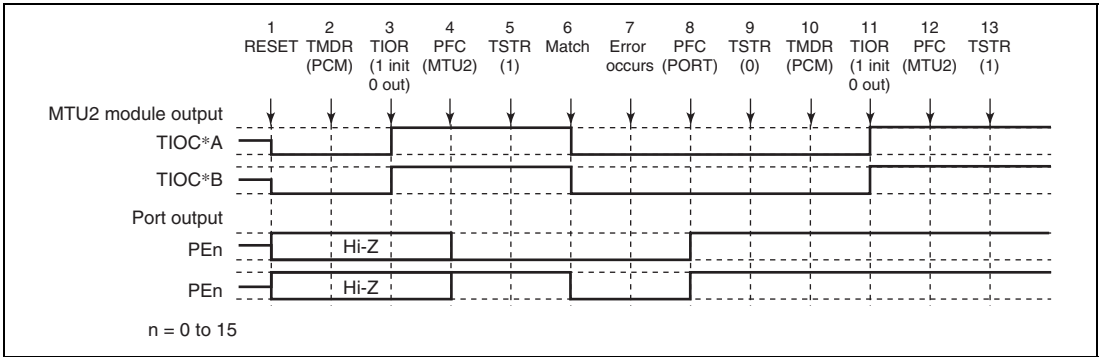 1 2 3 4 5 6 7 8 9 10 11 12 13
RESET TMDR TIOR PFC TSTR Match Error PFC TSTR TMDR TIOR PFC TSTR
(PCM) (1 init (MTU2) (1) occurs (PORT) (0) (PCM) (1 init (MTU2) (1)
0 out) 0 out)
MTU2 module output
TIOC*A
TIOC*B
Port output
PEn Hi-Z
PEn Hi-Z
n = 0 to 15